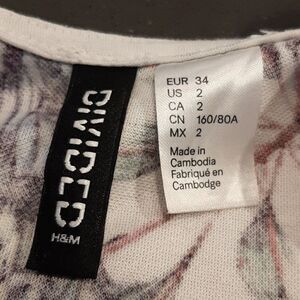 DIVIDED
H&M
EUR 34
US 2
CA 2
CN 160/80A
MX 2
Made in
Cambodia
Fabriqué en
Cambodge